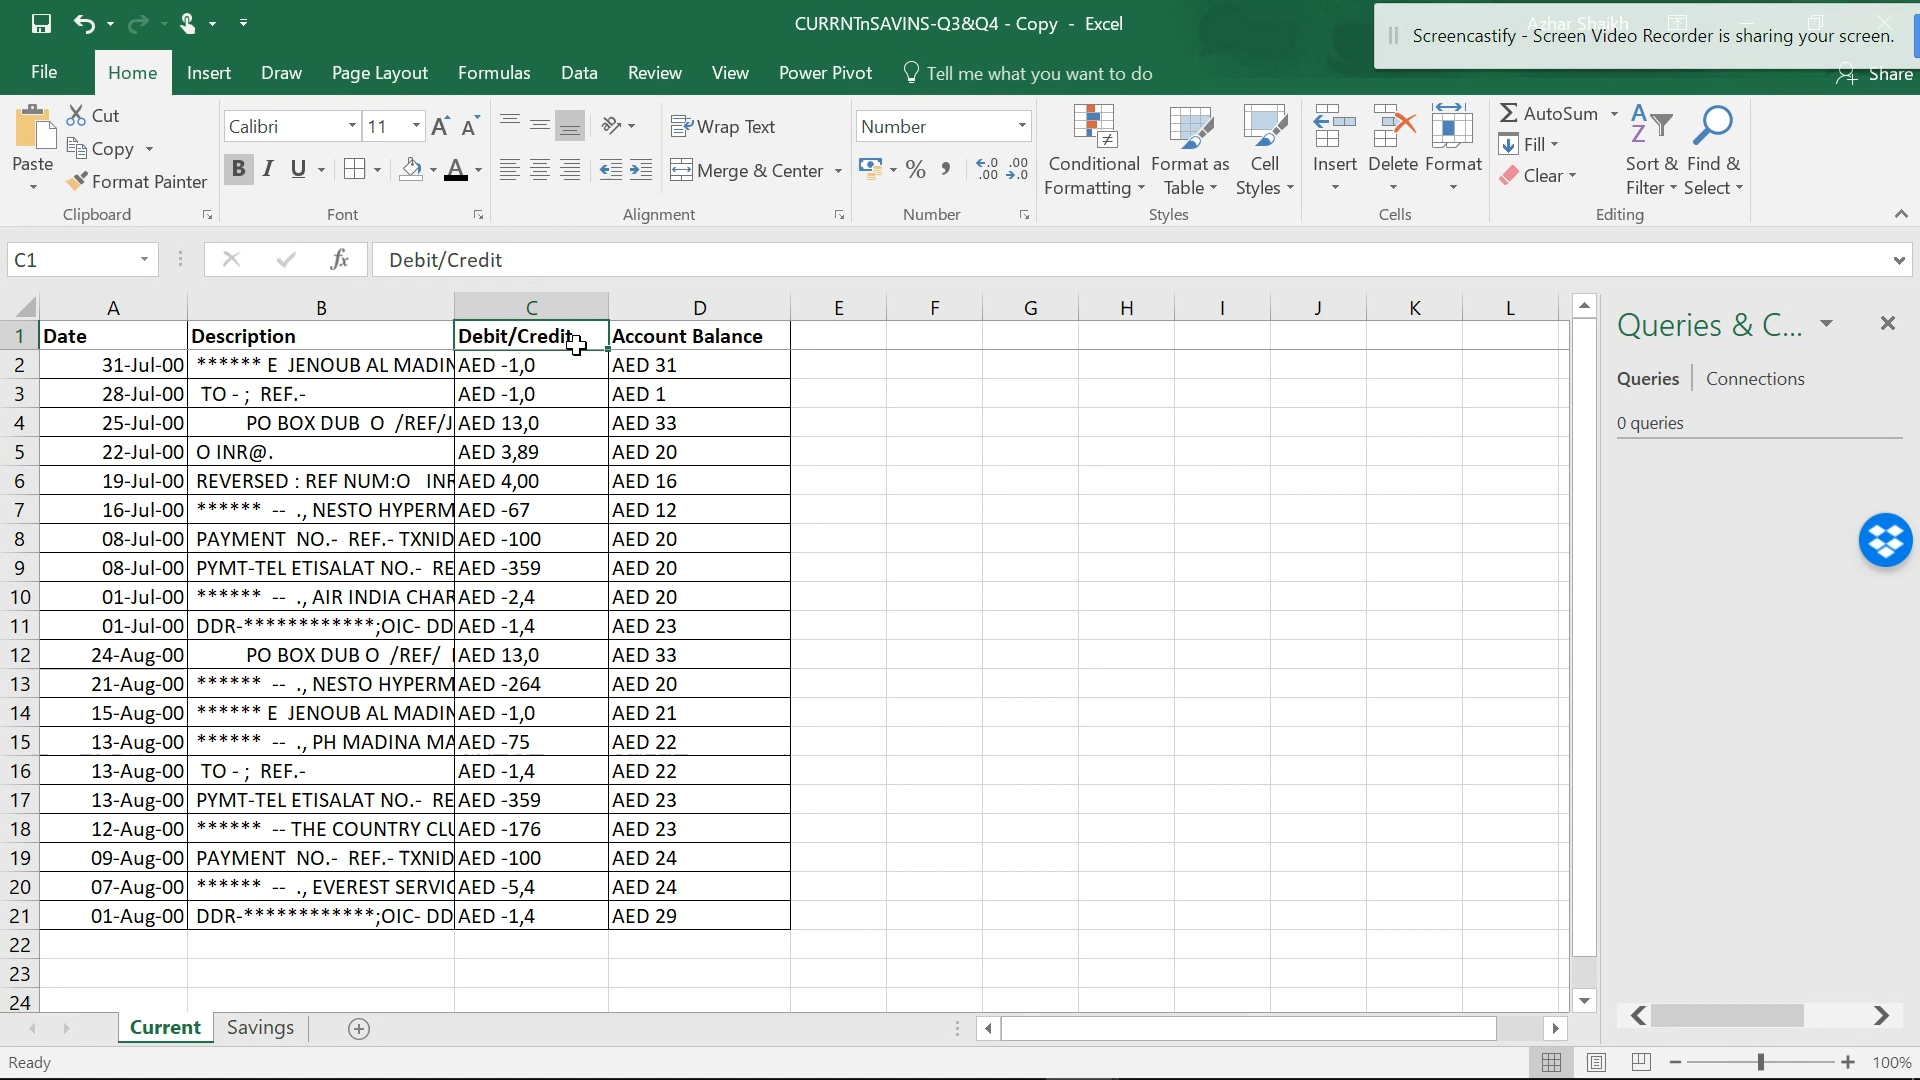 CURRNTnSAVINS-Q3&Q4 - Copy - Excel
Azhar Shaikh
Screencastify - Screen Video Recorder is sharing your screen.
File Home Insert Draw Page Layout Formulas Data Review View Power Pivot Tell me what you want to do Share
Paste Cut Copy Format Painter
Clipboard
Calibri 11
B I U A
Font
Wrap Text
Merge & Center
Alignment
Number
% ,
Number
Conditional Formatting
Format as Table
Cell Styles
Styles
Insert Delete Format
Cells
AutoSum
Fill
Clear
Sort & Filter
Find & Select
Editing
C1 fx Debit/Credit
A B C D E F G H I J K L
1 Date Description Debit/Credit Account Balance
2 31-Jul-00 ****** E JENOUB AL MADIN AED -1,0 AED 31
3 28-Jul-00 TO - ; REF.- AED -1,0 AED 1
4 25-Jul-00 PO BOX DUB O /REF/J AED 13,0 AED 33
5 22-Jul-00 O INR@. AED 3,89 AED 20
6 19-Jul-00 REVERSED : REF NUM:O INR AED 4,00 AED 16
7 16-Jul-00 ****** -- ., NESTO HYPERM AED -67 AED 12
8 08-Jul-00 PAYMENT NO.- REF.- TXNID AED -100 AED 20
9 08-Jul-00 PYMT-TEL ETISALAT NO.- RE AED -359 AED 20
10 01-Jul-00 ****** -- ., AIR INDIA CHAR AED -2,4 AED 20
11 01-Jul-00 DDR-************;OIC- DD AED -1,4 AED 23
12 24-Aug-00 PO BOX DUB O /REF/ AED 13,0 AED 33
13 21-Aug-00 ****** -- ., NESTO HYPERM AED -264 AED 20
14 15-Aug-00 ****** E JENOUB AL MADIN AED -1,0 AED 21
15 13-Aug-00 ****** -- ., PH MADINA MA AED -75 AED 22
16 13-Aug-00 TO - ; REF.- AED -1,4 AED 22
17 13-Aug-00 PYMT-TEL ETISALAT NO.- RE AED -359 AED 23
18 12-Aug-00 ****** -- THE COUNTRY CLU AED -176 AED 23
19 09-Aug-00 PAYMENT NO.- REF.- TXNID AED -100 AED 24
20 07-Aug-00 ****** -- ., EVEREST SERVIC AED -5,4 AED 24
21 01-Aug-00 DDR-************;OIC- DD AED -1,4 AED 29
22
23
24
Queries & C...
Queries Connections
0 queries
Current Savings
Ready
100%